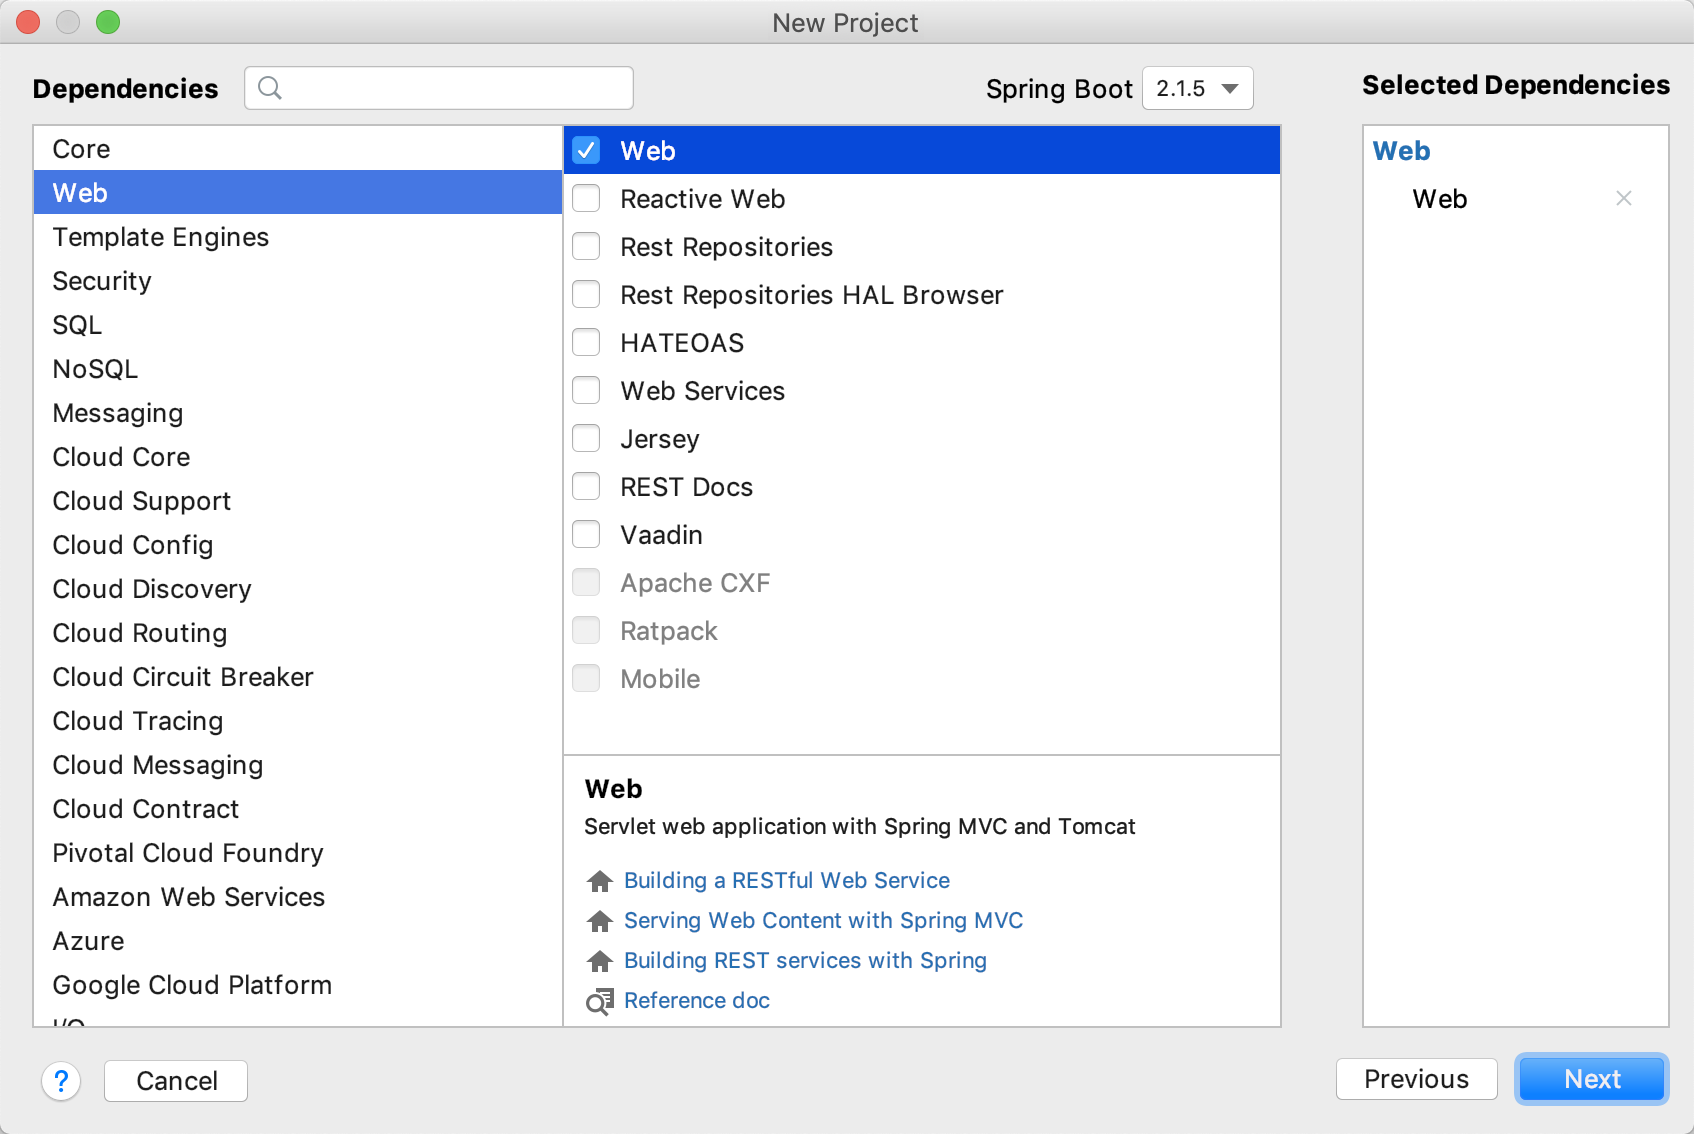 New Project
Dependencies
Spring Boot 2.1.5
Selected Dependencies
Core
Web
Template Engines
Security
SQL
NoSQL
Messaging
Cloud Core
Cloud Support
Cloud Config
Cloud Discovery
Cloud Routing
Cloud Circuit Breaker
Cloud Tracing
Cloud Messaging
Cloud Contract
Pivotal Cloud Foundry
Amazon Web Services
Azure
Google Cloud Platform
I/O
Web
Reactive Web
Rest Repositories
Rest Repositories HAL Browser
HATEOAS
Web Services
Jersey
REST Docs
Vaadin
Apache CXF
Ratpack
Mobile
Web
Servlet web application with Spring MVC and Tomcat
Building a RESTful Web Service
Serving Web Content with Spring MVC
Building REST services with Spring
Reference doc
Web
Web
?
Cancel
Previous
Next